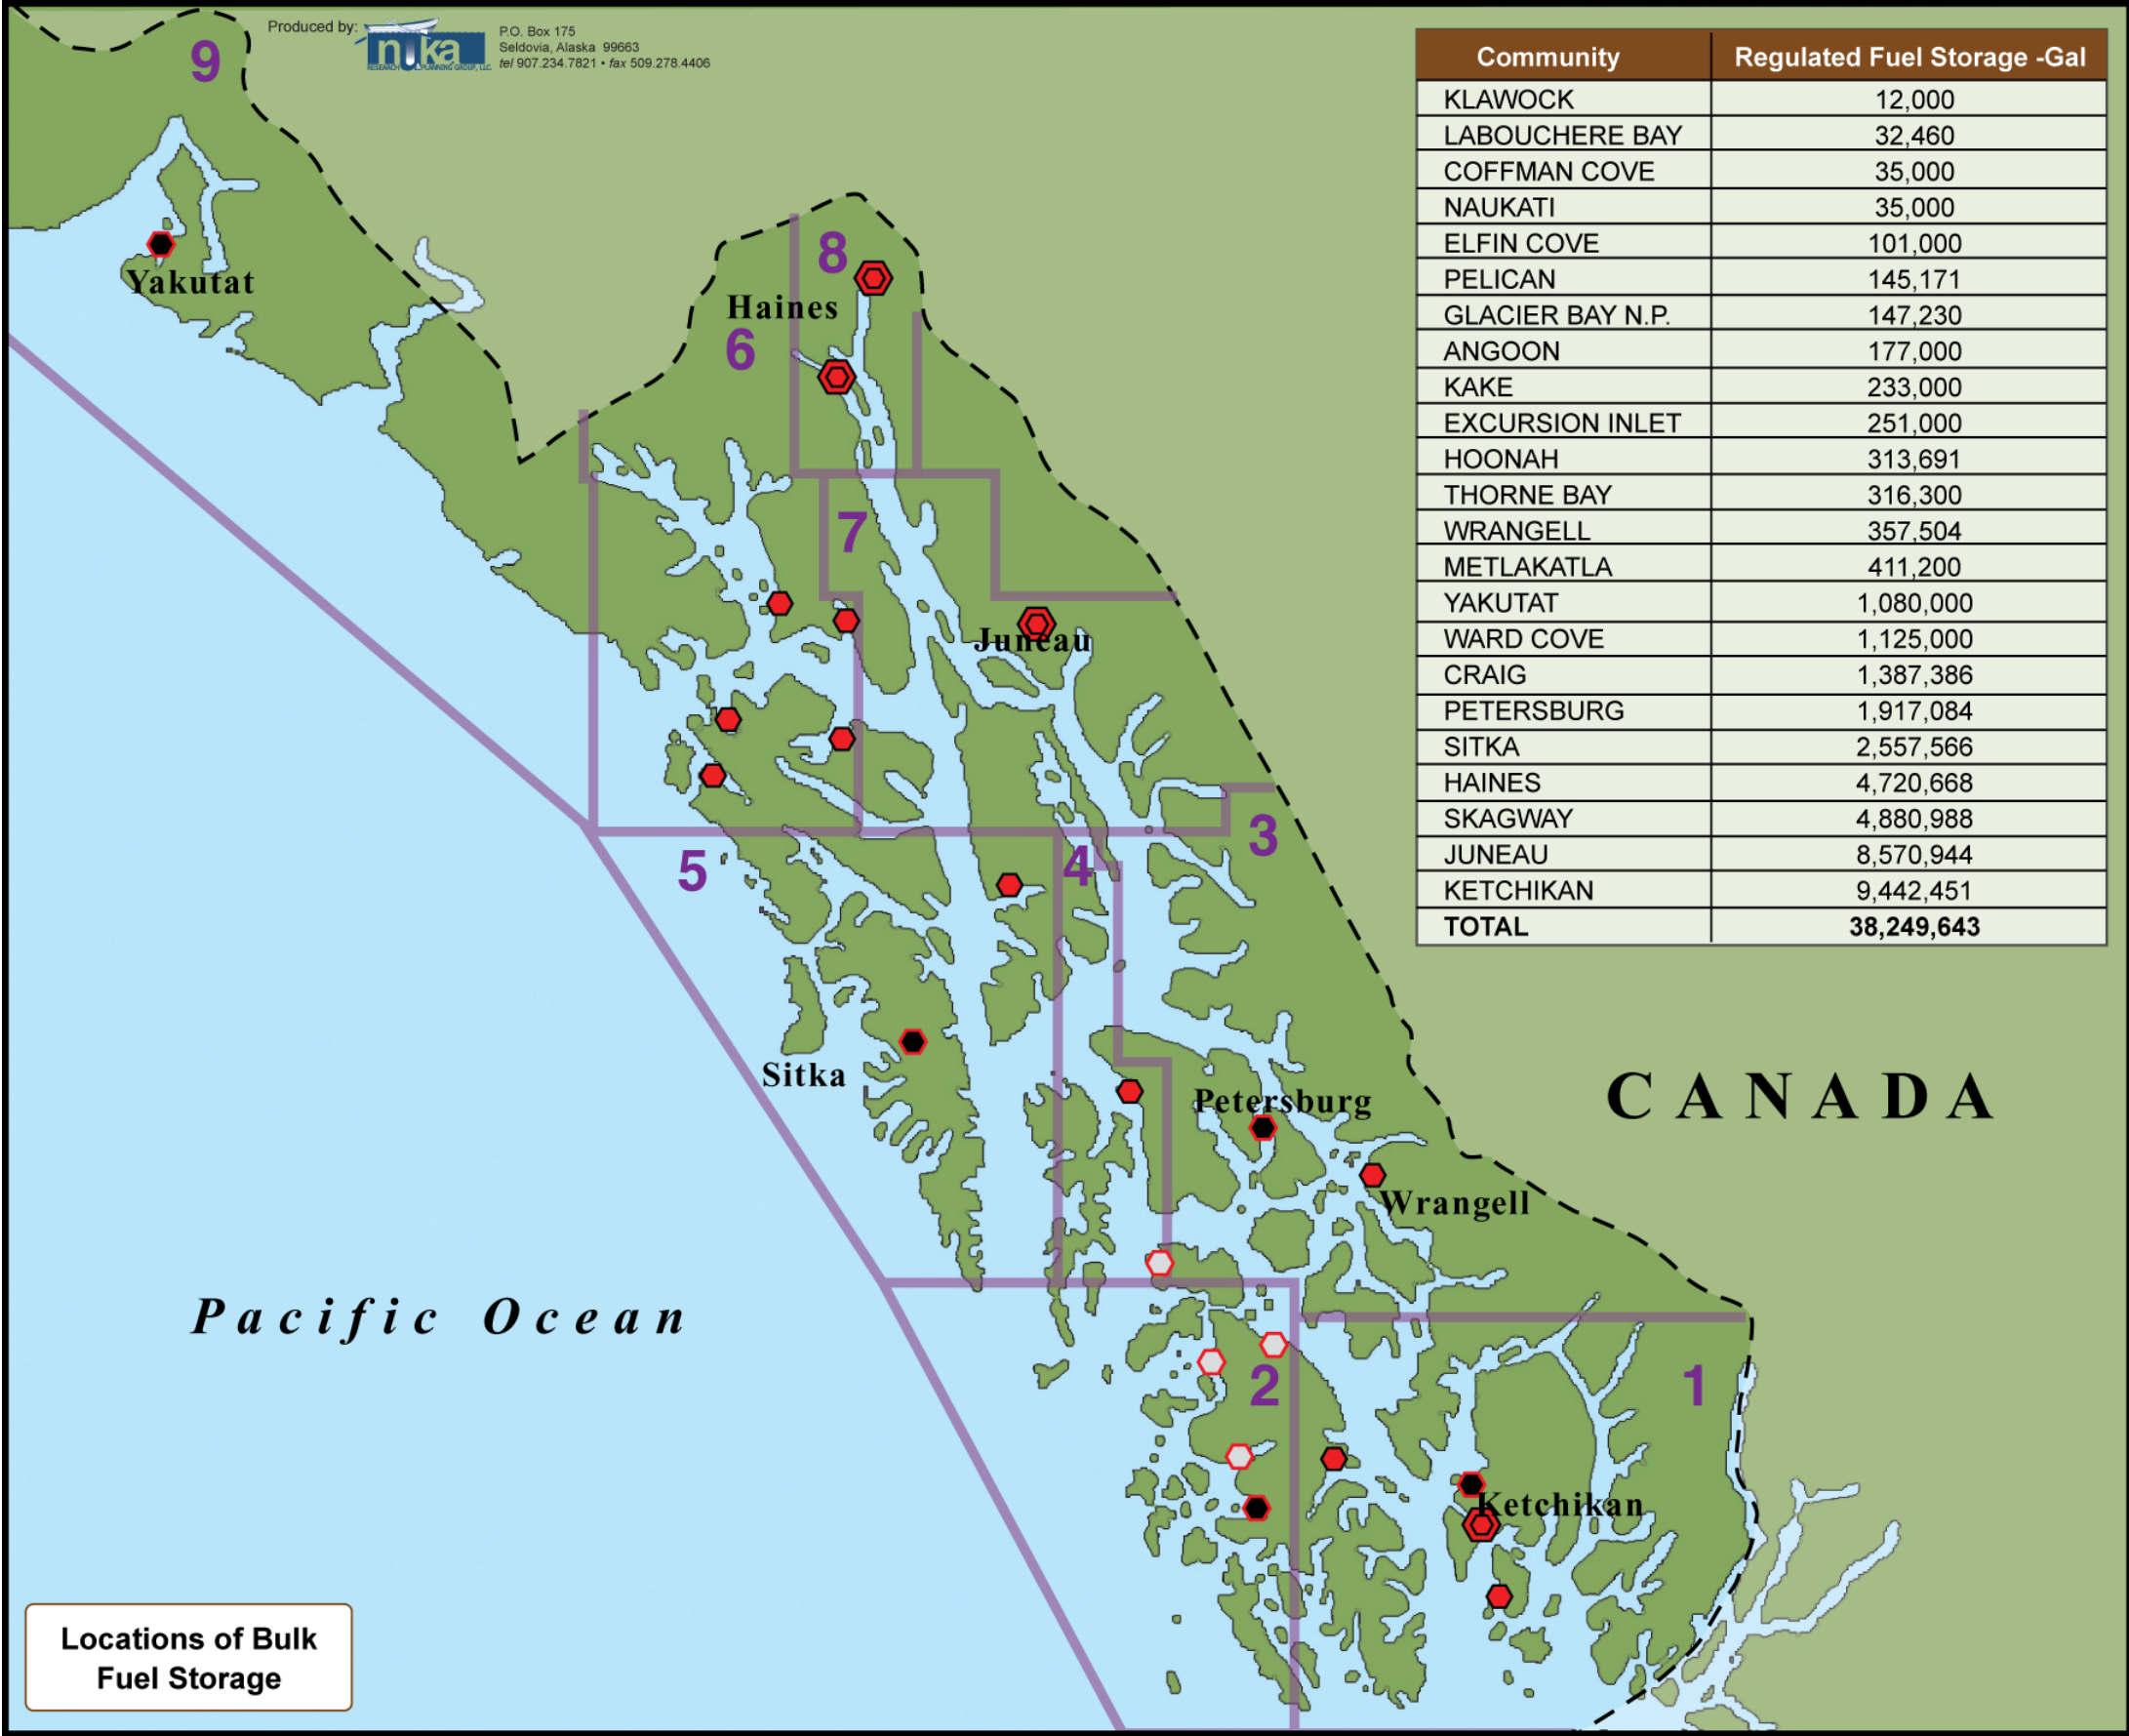 Produced by:
nuka
RESEARCH & PLANNING GROUP, LLC.
P.O. Box 175
Seldovia, Alaska 99663
tel 907.234.7821 • fax 509.278.4406
Community Regulated Fuel Storage -Gal
KLAWOCK 12,000
LABOUCHERE BAY 32,460
COFFMAN COVE 35,000
NAUKATI 35,000
ELFIN COVE 101,000
PELICAN 145,171
GLACIER BAY N.P. 147,230
ANGOON 177,000
KAKE 233,000
EXCURSION INLET 251,000
HOONAH 313,691
THORNE BAY 316,300
WRANGELL 357,504
METLAKATLA 411,200
YAKUTAT 1,080,000
WARD COVE 1,125,000
CRAIG 1,387,386
PETERSBURG 1,917,084
SITKA 2,557,566
HAINES 4,720,668
SKAGWAY 4,880,988
JUNEAU 8,570,944
KETCHIKAN 9,442,451
TOTAL 38,249,643
9
Yakutat
8
Haines
6
7
Juneau
3
4
5
Sitka
Petersburg
CANADA
Wrangell
Pacific Ocean
2
1
Ketchikan
Locations of Bulk
Fuel Storage